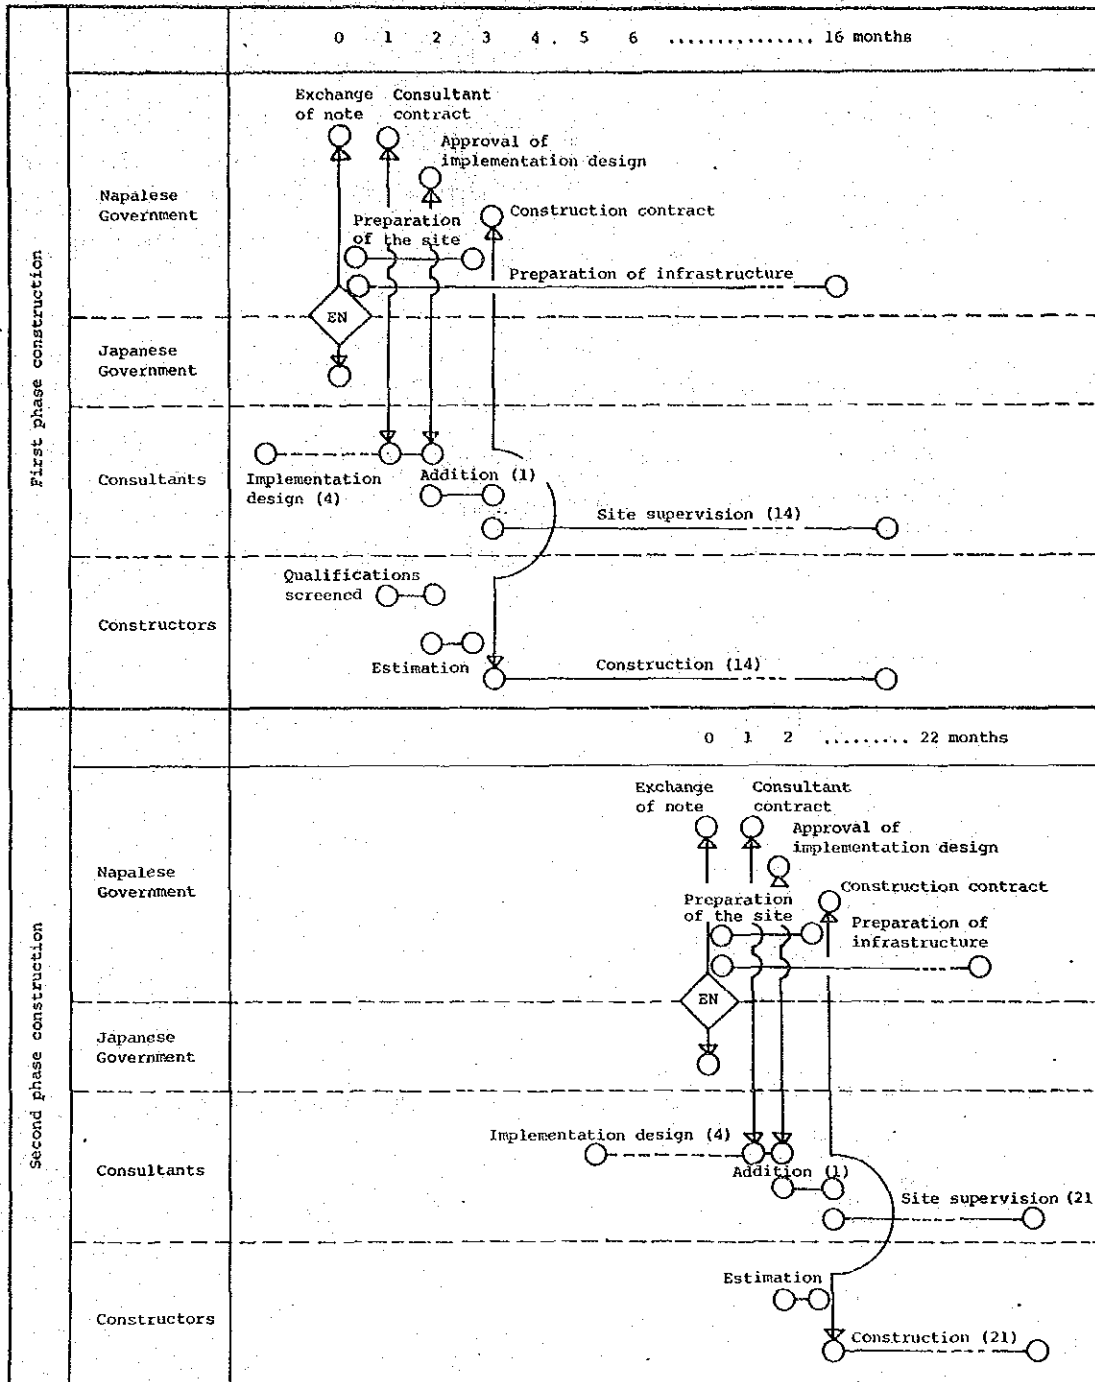 First phase construction
0 1 2 3 4 . 5 6 ............... 16 months
Exchange
of note
Consultant
contract
Approval of
implementation design
Napalese
Government
Preparation
of the site
Construction contract
Preparation of infrastructure
EN
Japanese
Government
Consultants
Implementation
design (4)
Addition (1)
Site supervision (14)
Qualifications
screened
Constructors
Estimation
Construction (14)
Second phase construction
0 1 2 ......... 22 months
Exchange
of note
Consultant
contract
Approval of
implementation design
Napalese
Government
Preparation
of the site
Construction contract
Preparation of
infrastructure
EN
Japanese
Government
Implementation design (4)
Consultants
Addition (1)
Site supervision (21
Estimation
Constructors
Construction (21)